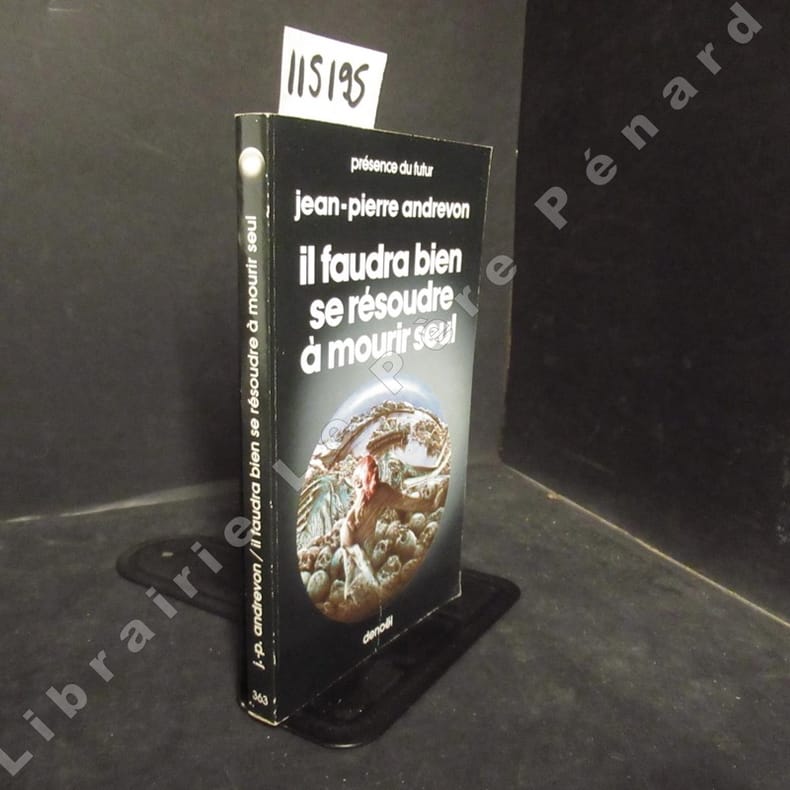 115195
présence du futur
jean-pierre andrevon
il faudra bien
se résoudre
à mourir seul
denoël
j.-p. andrevon / il faudra bien se résoudre à mourir seul
363
Librairie Le Père Pénard